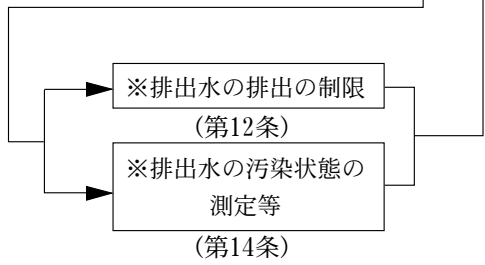 ※排出水の排出の制限
(第12条)
※排出水の汚染状態の
測定等
(第14条)